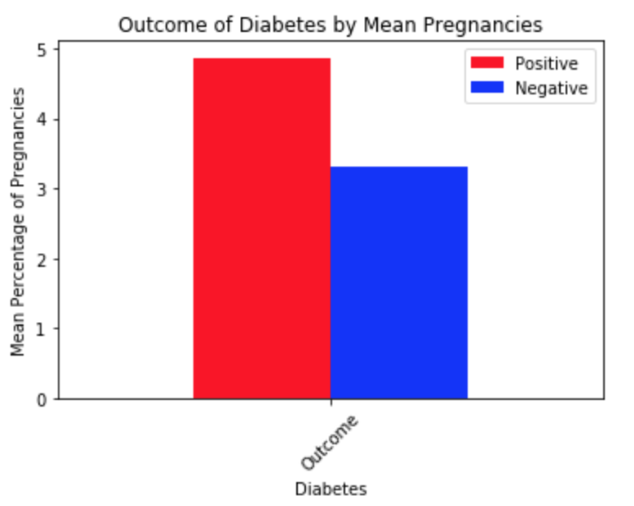 Outcome of Diabetes by Mean Pregnancies
Positive
Negative
Mean Percentage of Pregnancies
5
4
3
2
1
0
Outcome
Diabetes